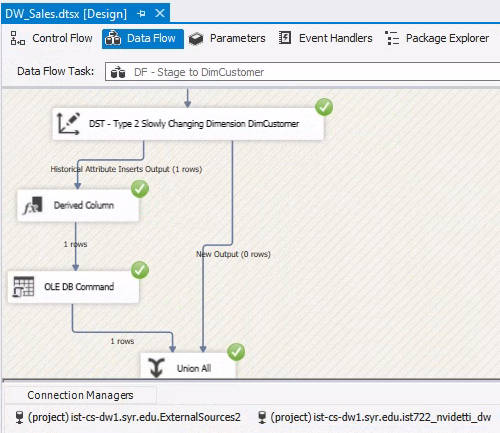 DW_Sales.dtsx [Design]
Control Flow Data Flow Parameters Event Handlers Package Explorer
Data Flow Task: DF - Stage to DimCustomer
DST - Type 2 Slowly Changing Dimension DimCustomer
Historical Attribute Inserts Output (1 rows)
Derived Column
1 rows
New Output (0 rows)
OLE DB Command
1 rows
Union All
Connection Managers
(project) ist-cs-dw1.syr.edu.ExternalSources2 (project) ist-cs-dw1.syr.edu.ist722_nvidetti_dw